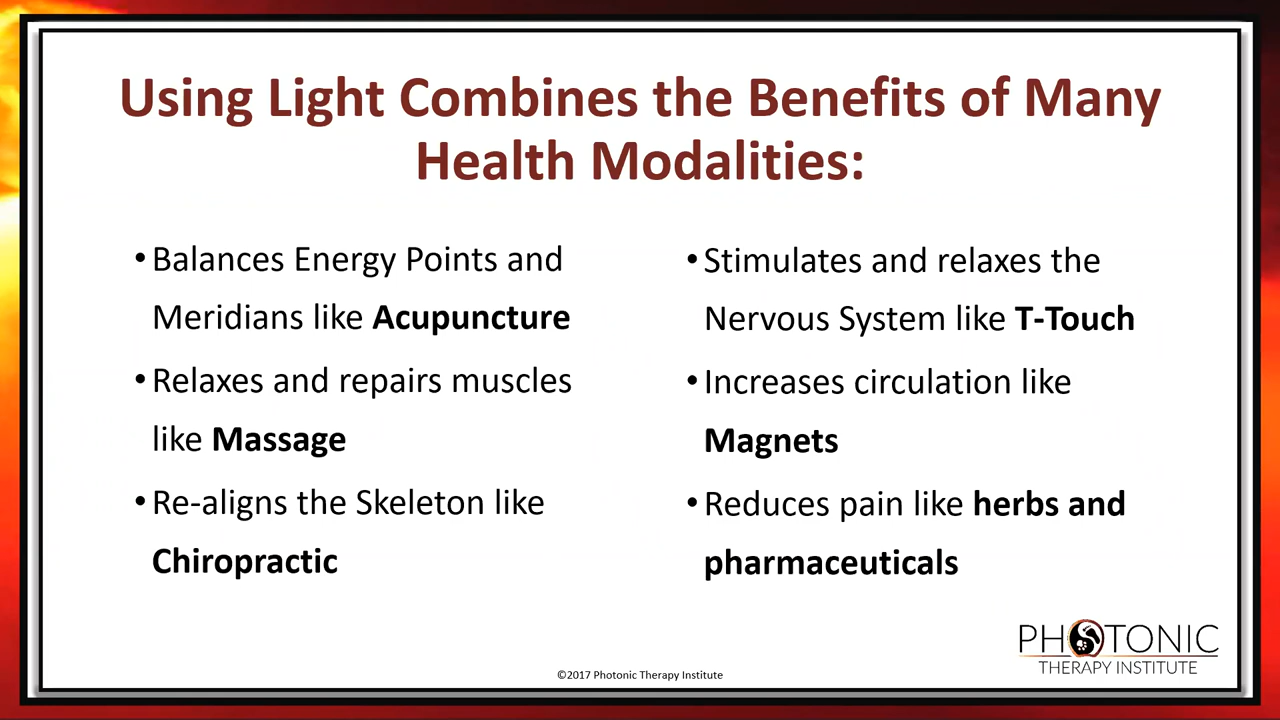 Using Light Combines the Benefits of Many
Health Modalities:
•Balances Energy Points and
Meridians like Acupuncture
•Relaxes and repairs muscles
like Massage
•Re-aligns the Skeleton like
Chiropractic
•Stimulates and relaxes the
Nervous System like T-Touch
•Increases circulation like
Magnets
•Reduces pain like herbs and
pharmaceuticals
PHOTONIC
THERAPY INSTITUTE
©2017 Photonic Therapy Institute